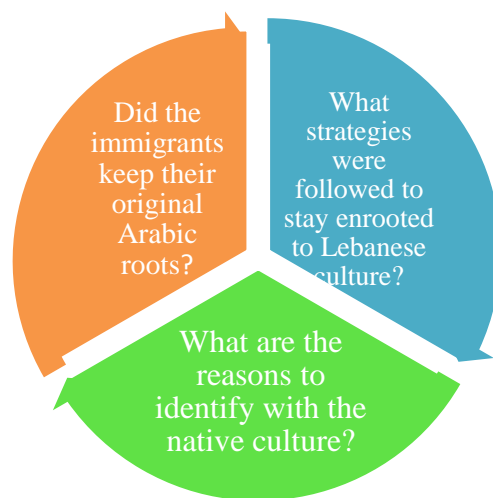 Did the
immigrants
keep their
original
Arabic
roots?
What
strategies
were
followed to
stay enrooted
to Lebanese
culture?
What are the
reasons to
identify with the
native culture?